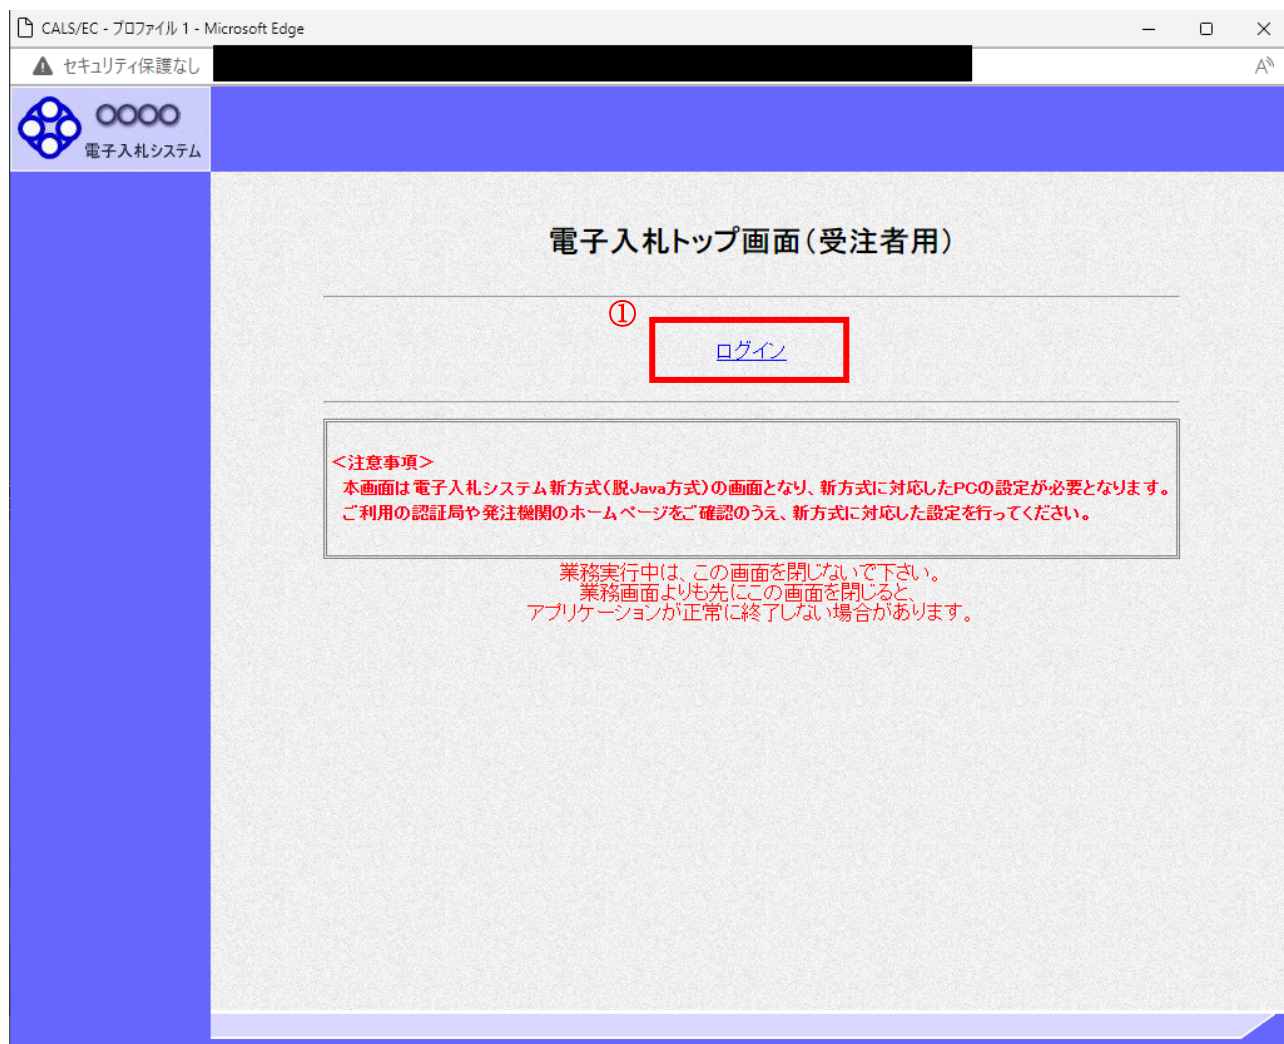 CALS/EC - プロファイル 1 - Microsoft Edge
セキュリティ保護なし
○○○○
電子入札システム
電子入札トップ画面(受注者用)
①
ログイン
<注意事項>
本画面は電子入札システム新方式(脱Java方式)の画面となり、新方式に対応したPCの設定が必要となります。
ご利用の認証局や発注機関のホームページをご確認のうえ、新方式に対応した設定を行ってください。
業務実行中は、この画面を閉じないで下さい。
業務画面よりも先にこの画面を閉じると、
アプリケーションが正常に終了しない場合があります。